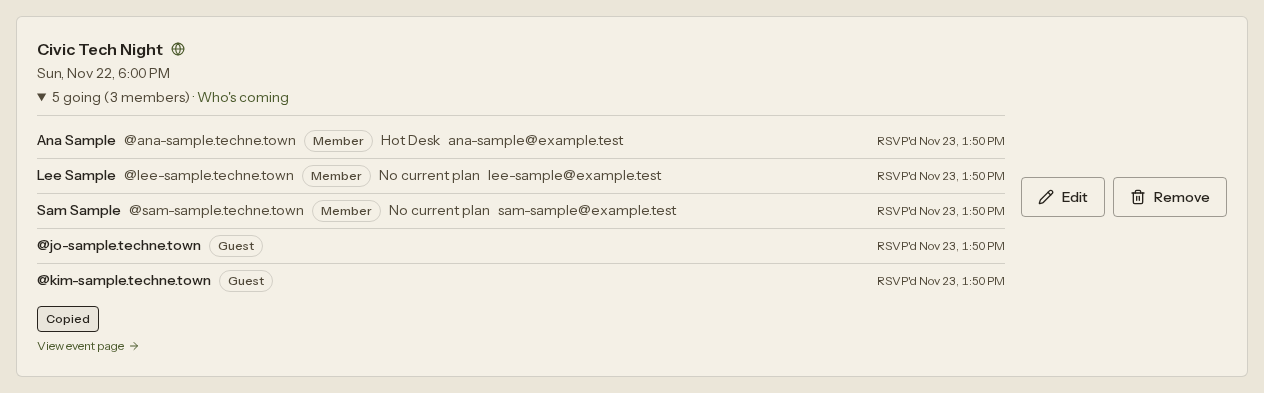 Civic Tech Night
Sun, Nov 22, 6:00 PM
▼ 5 going (3 members) · Who's coming
Ana Sample @ana-sample.techne.town Member Hot Desk ana-sample@example.test RSVP'd Nov 23, 1:50 PM
Lee Sample @lee-sample.techne.town Member No current plan lee-sample@example.test RSVP'd Nov 23, 1:50 PM
Sam Sample @sam-sample.techne.town Member No current plan sam-sample@example.test RSVP'd Nov 23, 1:50 PM
@jo-sample.techne.town Guest RSVP'd Nov 23, 1:50 PM
@kim-sample.techne.town Guest RSVP'd Nov 23, 1:50 PM
Edit Remove
Copied
View event page →